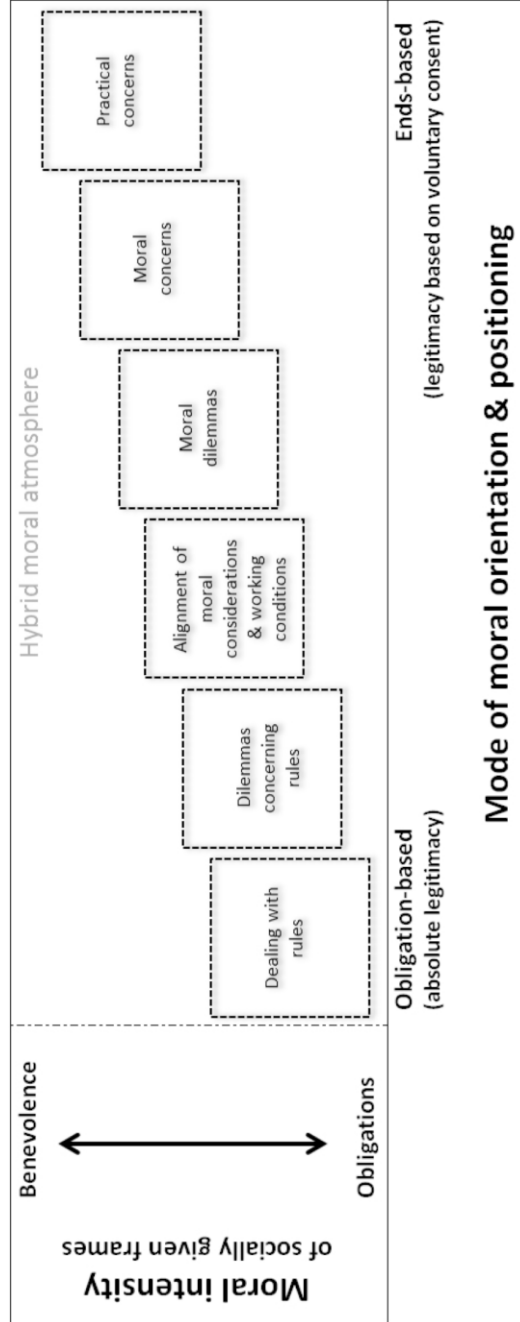 Moral intensity
of socially given frames
Benevolence
Obligations
Hybrid moral atmosphere
Dealing with
rules
Dilemmas
concerning
rules
Alignment of
moral
considerations
& working
conditions
Moral
dilemmas
Moral
concerns
Practical
concerns
Obligation-based
(absolute legitimacy)
Ends-based
(legitimacy based on voluntary consent)
Mode of moral orientation & positioning